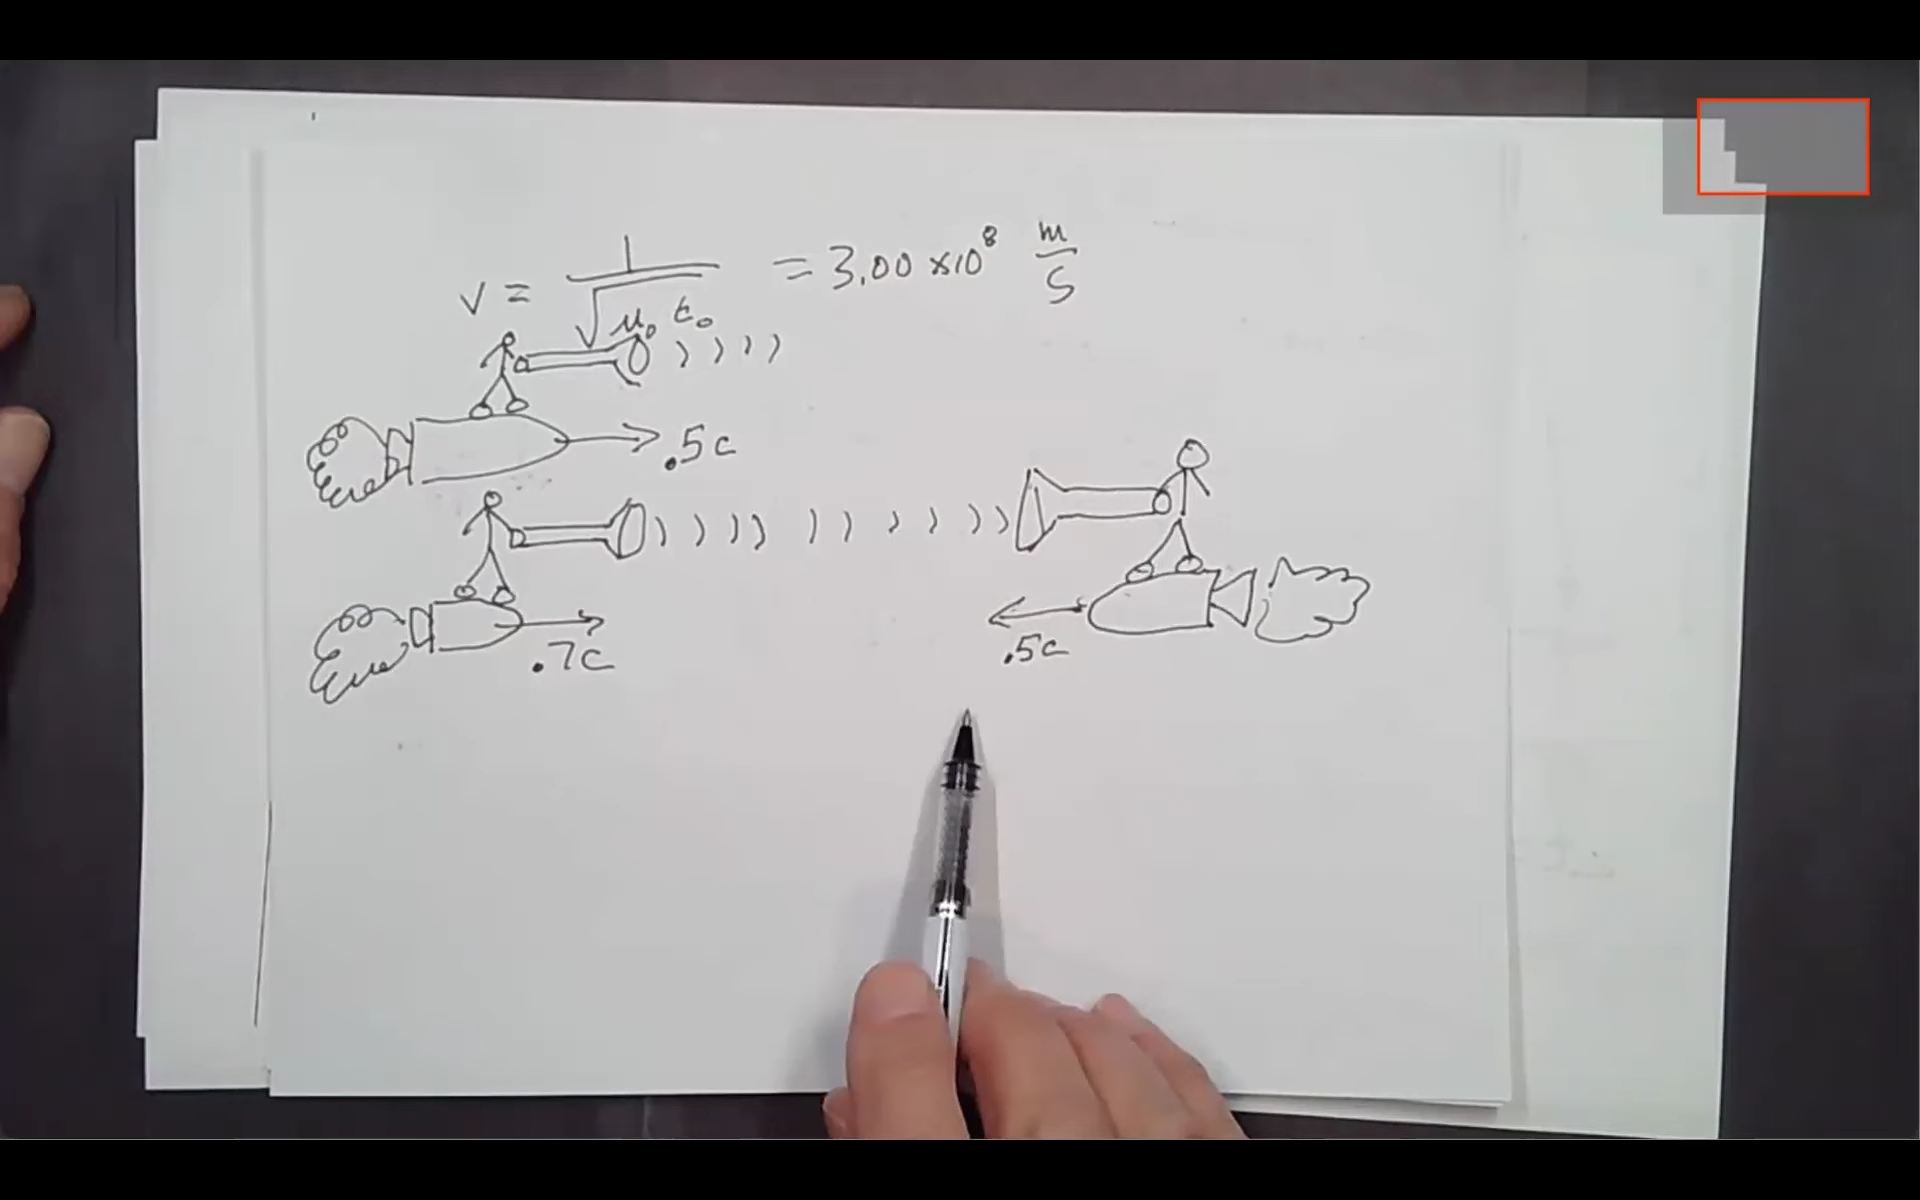 v = 1/√μ₀ ε₀ = 3.00 ×10⁸ m/s
.5c
.7c
.5c